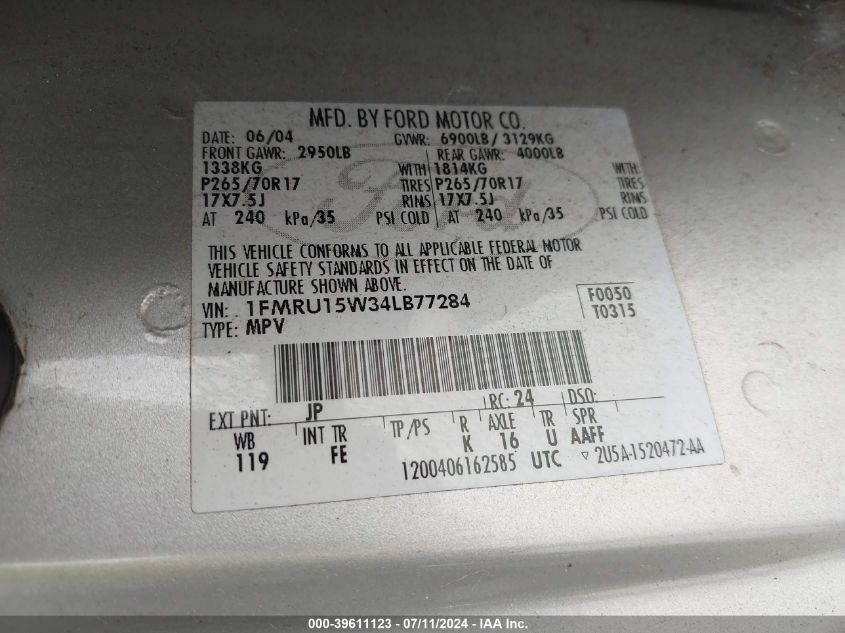 MFD. BY FORD MOTOR CO.
DATE: 06/04 GVWR: 6900LB / 3129KG
FRONT GAWR: 2950LB REAR GAWR: 4000LB
1338KG WITH 1814KG WITH
P265/70R17 TIRES P265/70R17 TIRES
17X7.5J RIMS 17X7.5J RIMS
AT 240 kPa/35 PSI COLD AT 240 kPa/35 PSI COLD
Ford
THIS VEHICLE CONFORMS TO ALL APPLICABLE FEDERAL MOTOR
VEHICLE SAFETY STANDARDS IN EFFECT ON THE DATE OF
MANUFACTURE SHOWN ABOVE.
VIN: 1FMRU15W34LB77284 F0050
TYPE: MPV T0315
EXT PNT: JP RC: 24 DSO:
WB INT TR TP/PS R AXLE TR SPR
119 FE K 16 U AAFF
1200406162585 UTC ▽ 2U5A-1520472-AA
000-39611123 - 07/11/2024 - IAA Inc.